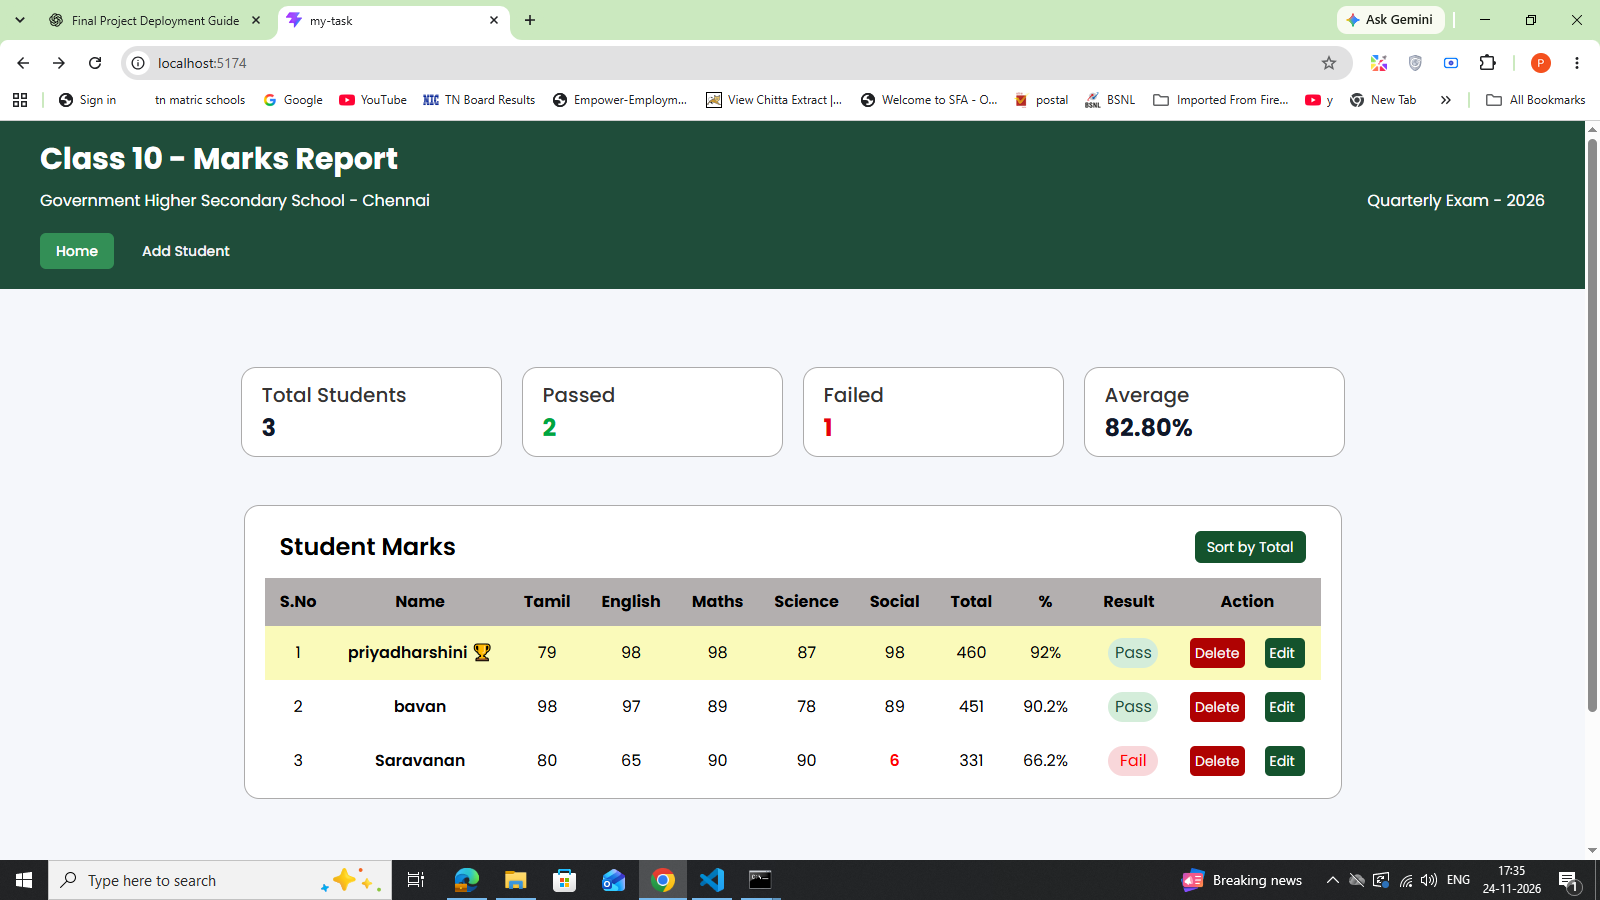 Final Project Deployment Guide
my-task
Ask Gemini
localhost:5174
P
Sign in
tn matric schools
Google
YouTube
NIC TN Board Results
Empower-Employm...
View Chitta Extract |...
Welcome to SFA - O...
postal
BSNL BSNL
Imported From Fire...
y
New Tab
All Bookmarks
Class 10 - Marks Report
Government Higher Secondary School - Chennai
Quarterly Exam - 2026
Home Add Student
Total Students
3
Passed
2
Failed
1
Average
82.80%
Student Marks
Sort by Total
S.No Name Tamil English Maths Science Social Total % Result Action
1 priyadharshini 🏆 79 98 98 87 98 460 92% Pass Delete Edit
2 bavan 98 97 89 78 89 451 90.2% Pass Delete Edit
3 Saravanan 80 65 90 90 6 331 66.2% Fail Delete Edit
Type here to search
Breaking news
ENG
17:35
24-11-2026
1